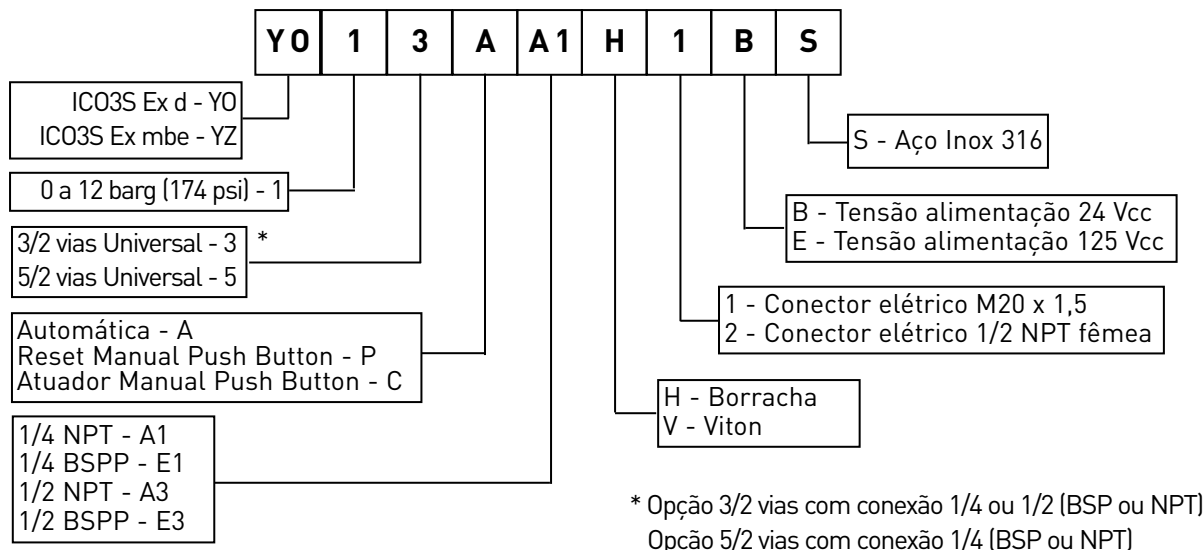 YO 1 3 A A1 H 1 B S
ICO3S Ex d - YO
ICO3S Ex mbe - YZ
0 a 12 barg (174 psi) - 1
3/2 vias Universal - 3 *
5/2 vias Universal - 5
Automática - A
Reset Manual Push Button - P
Atuador Manual Push Button - C
1/4 NPT - A1
1/4 BSPP - E1
1/2 NPT - A3
1/2 BSPP - E3
S - Aço Inox 316
B - Tensão alimentação 24 Vcc
E - Tensão alimentação 125 Vcc
1 - Conector elétrico M20 x 1,5
2 - Conector elétrico 1/2 NPT fêmea
H - Borracha
V - Viton
* Opção 3/2 vias com conexão 1/4 ou 1/2 (BSP ou NPT)
Opção 5/2 vias com conexão 1/4 (BSP ou NPT)